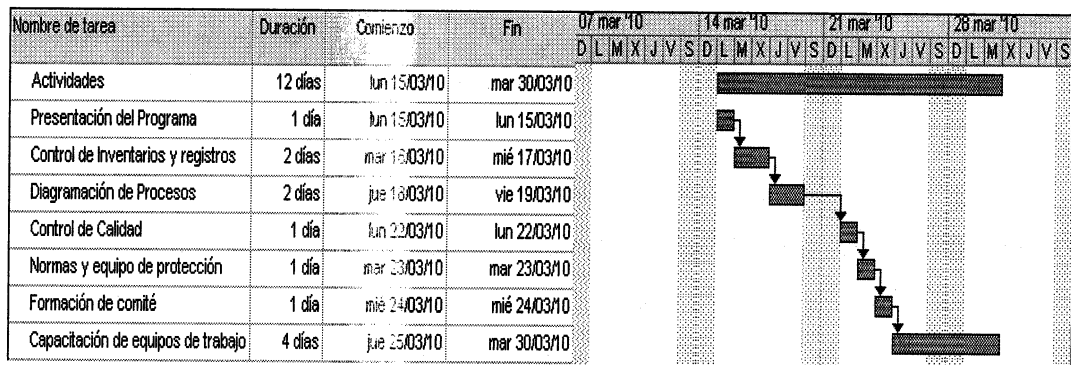 Nombre de tarea Duración Comienzo Fin 07 mar '10 14 mar '10 21 mar '10 28 mar '10
D L M X J V S D L M X J V S D L M X J V S D L M X J V S
Actividades 12 días lun 15/03/10 mar 30/03/10
Presentación del Programa 1 día lun 15/03/10 lun 15/03/10
Control de Inventarios y registros 2 días mar 16/03/10 mié 17/03/10
Diagramación de Procesos 2 días jue 18/03/10 vie 19/03/10
Control de Calidad 1 día lun 22/03/10 lun 22/03/10
Normas y equipo de protección 1 día mar 23/03/10 mar 23/03/10
Formación de comité 1 día mié 24/03/10 mié 24/03/10
Capacitación de equipos de trabajo 4 días jue 25/03/10 mar 30/03/10